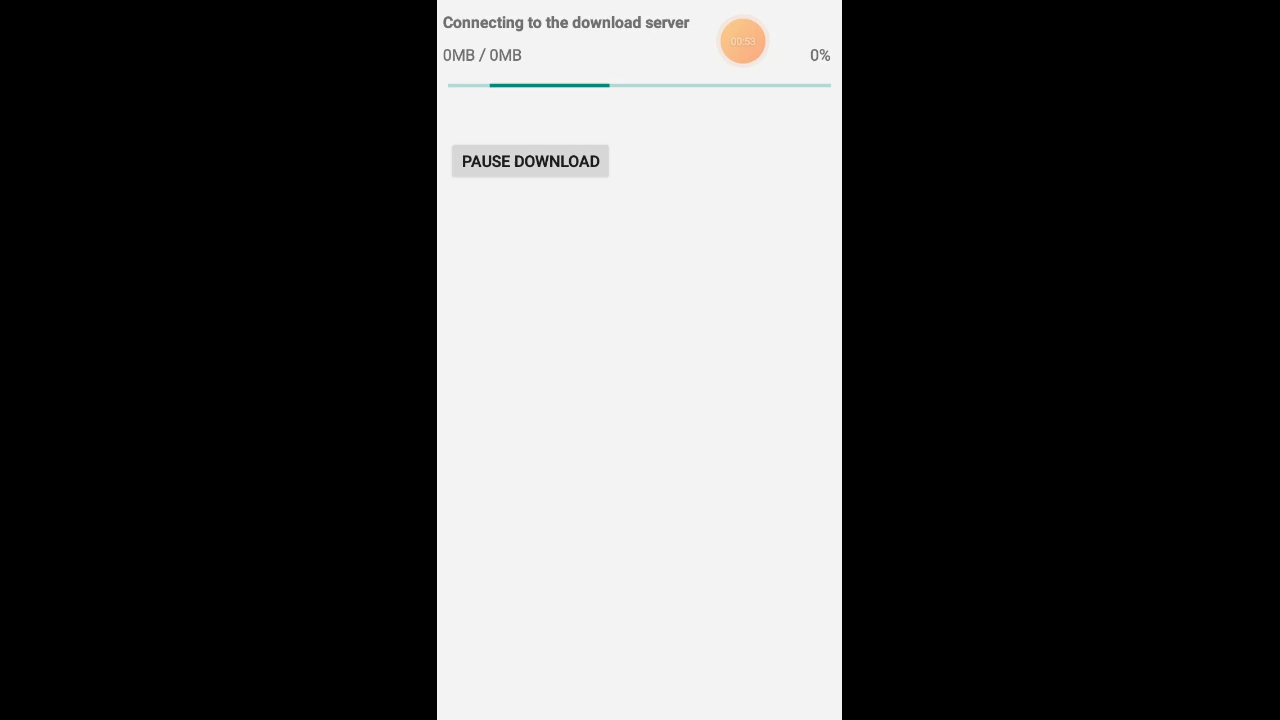 Connecting to the download server
00:53
0MB / 0MB
0%
PAUSE DOWNLOAD